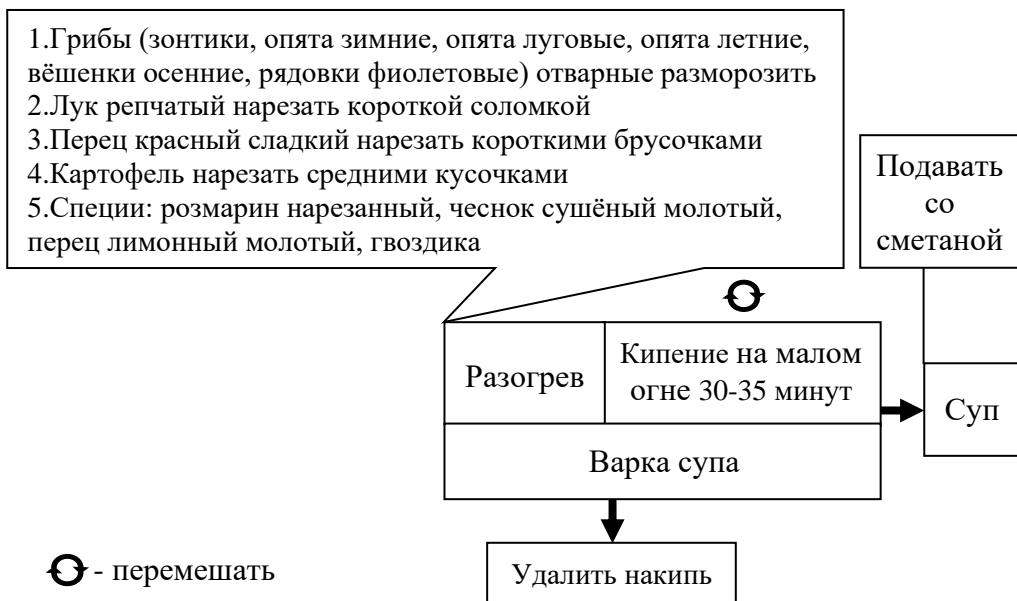 1.Грибы (зонтики, опята зимние, опята луговые, опята летние,
вёшенки осенние, рядовки фиолетовые) отварные разморозить
2.Лук репчатый нарезать короткой соломкой
3.Перец красный сладкий нарезать короткими брусочками
4.Картофель нарезать средними кусочками
5.Специи: розмарин нарезанный, чеснок сушёный молотый,
перец лимонный молотый, гвоздика
Подавать
со
сметаной
Разогрев
Кипение на малом
огне 30-35 минут
Суп
Варка супа
Удалить накипь
- перемешать